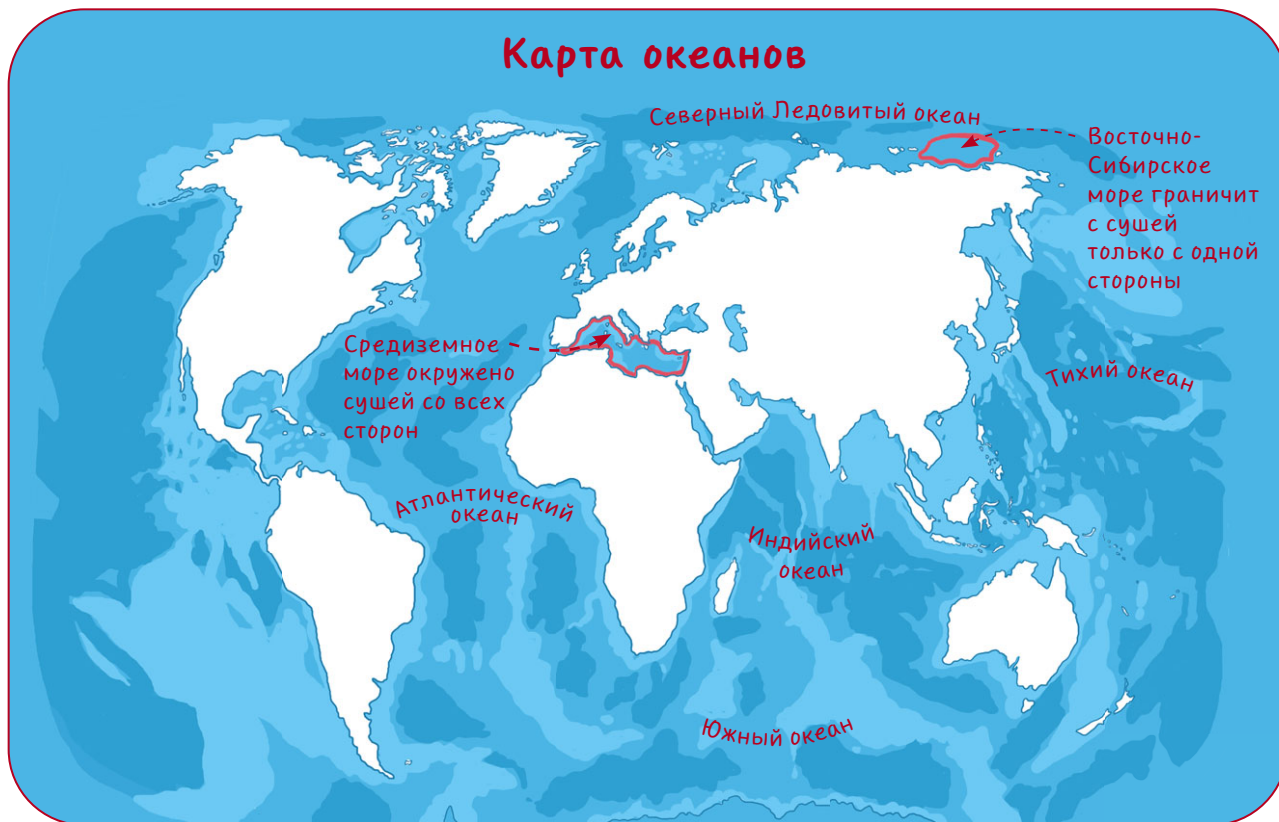 Карта океанов
Северный Ледовитый океан
Восточно-
Сибирское
море граничит
с сушей
только с одной
стороны
Средиземное
море окружено
сушей со всех
сторон
Тихий океан
Атлантический
океан
Индийский
океан
Южный океан